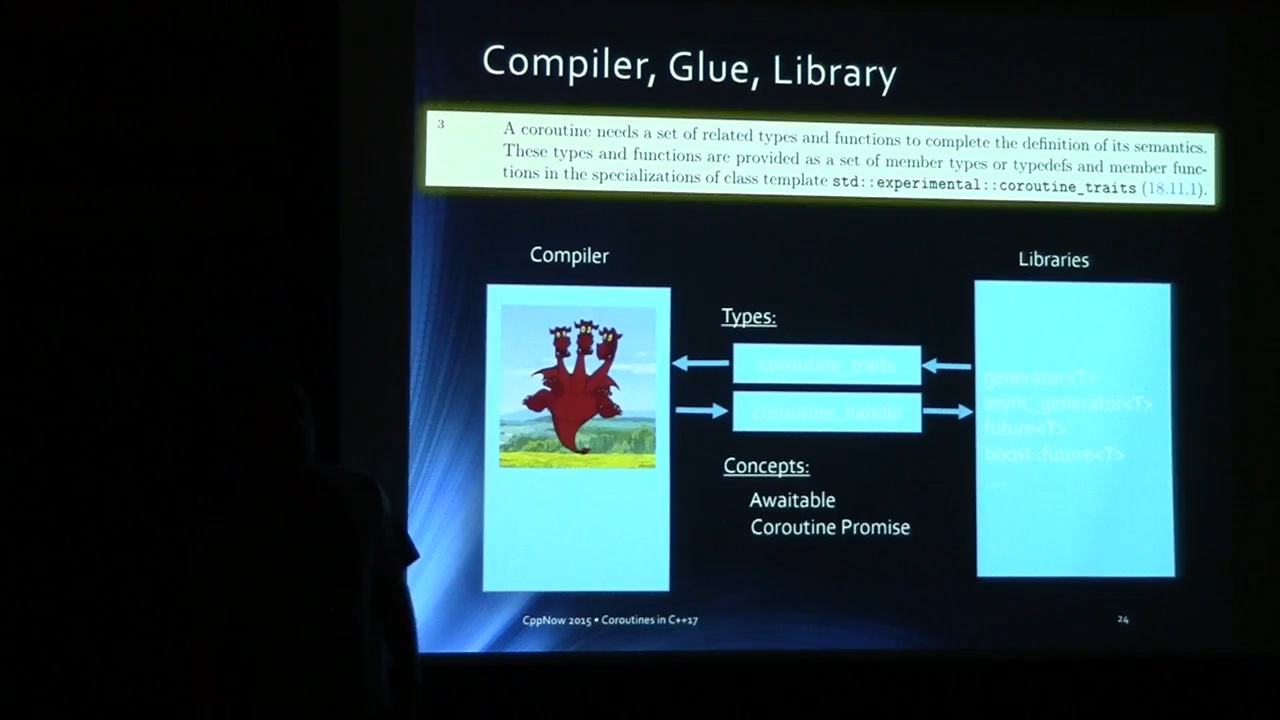 Compiler, Glue, Library
3
A coroutine needs a set of related types and functions to complete the definition of its semantics.
These types and functions are provided as a set of member types or typedefs and member func-
tions in the specializations of class template std::experimental::coroutine_traits (18.11.1).
Compiler
Libraries
Types:
coroutine_traits
coroutine_handle
generator<T>
async_generator<T>
future<T>
boost::future<T>
....
Concepts:
Awaitable
Coroutine Promise
CppNow 2015 • Coroutines in C++17
24